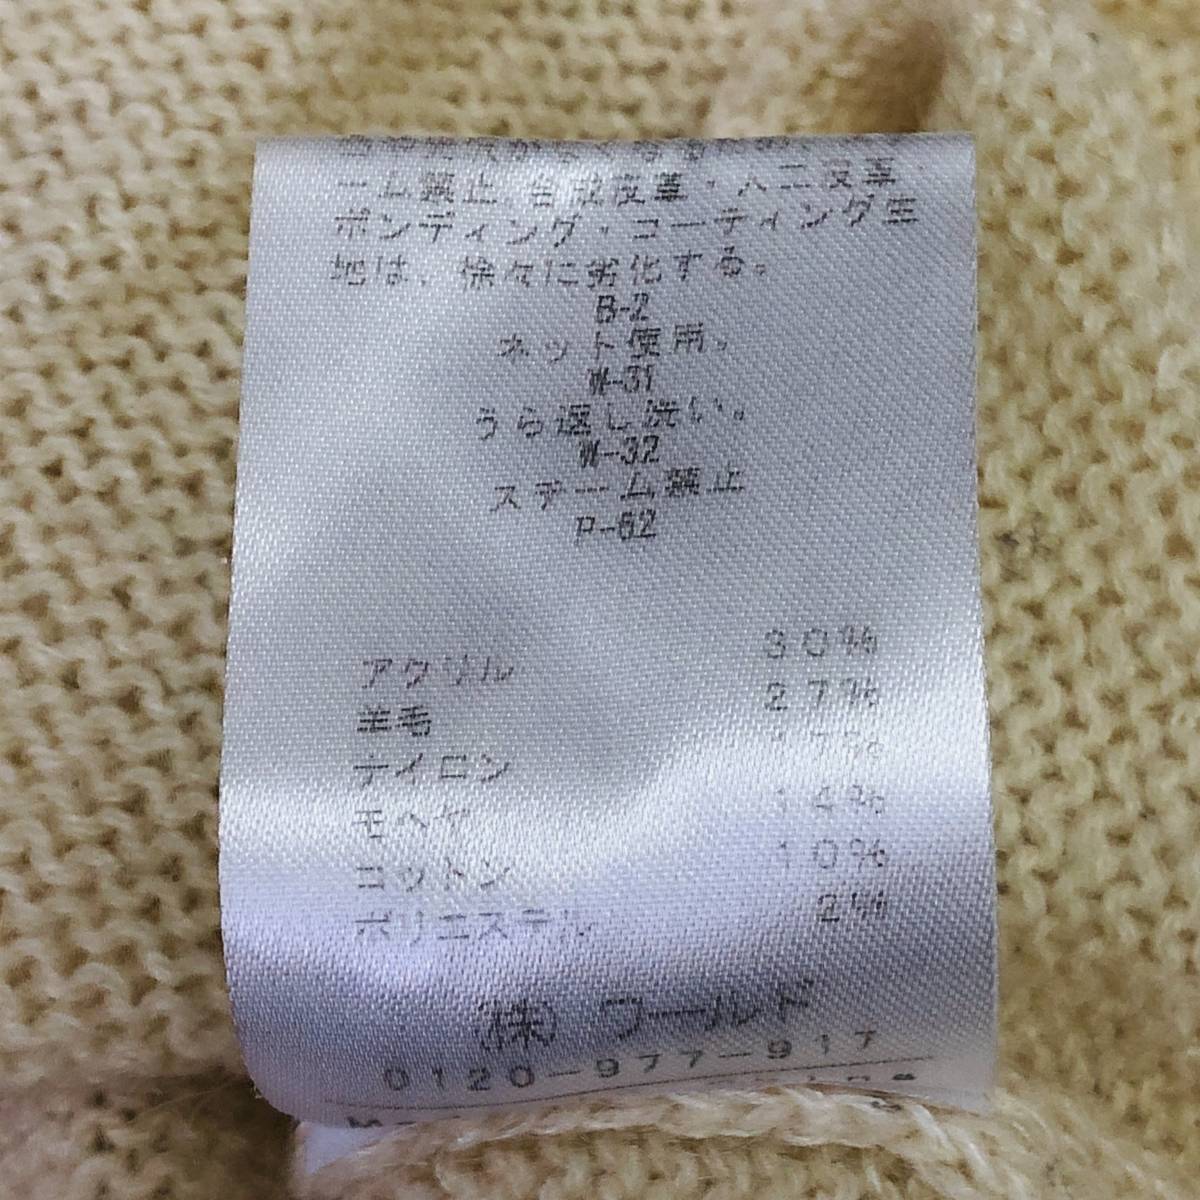 ーム禁止 合成皮革・人工皮革・
ボンディング・コーティング生
地は、徐々に劣化する。
B-2
ネット使用。
W-31
うら返し洗い。
W-32
スチーム禁止
P-62
アクリル 30%
羊毛 27%
ナイロン 17%
モヘヤ 14%
コットン 10%
ポリエステル 2%
(株) ワールド
0120-977-917